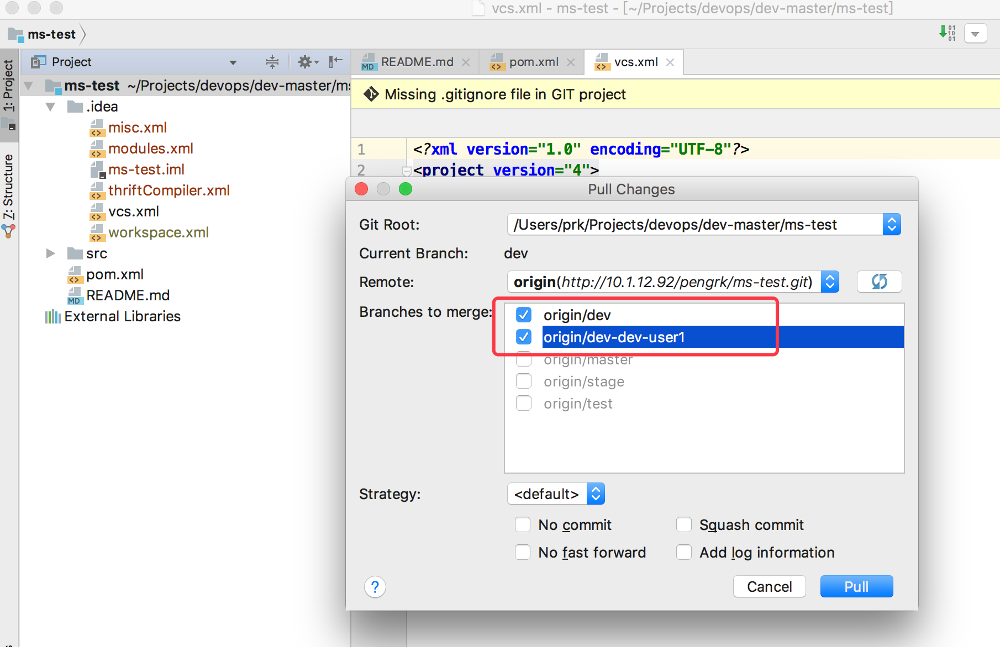 vcs.xml - ms-test - [~/Projects/devops/dev-master/ms-test]
ms-test
01
10
01
1: Project
7: Structure
Project
ms-test ~/Projects/devops/dev-master/ms
.idea
misc.xml
modules.xml
ms-test.iml
thriftCompiler.xml
vcs.xml
workspace.xml
src
pom.xml
MD README.md
External Libraries
MD README.md
pom.xml
vcs.xml
Missing .gitignore file in GIT project
1 <?xml version="1.0" encoding="UTF-8"?>
2 <project version="4">
Pull Changes
Git Root: /Users/prk/Projects/devops/dev-master/ms-test
Current Branch: dev
Remote: origin(http://10.1.12.92/pengrk/ms-test.git)
Branches to merge:
origin/dev
origin/dev-dev-user1
origin/master
origin/stage
origin/test
Strategy: <default>
No commit
Squash commit
No fast forward
Add log information
?
Cancel
Pull